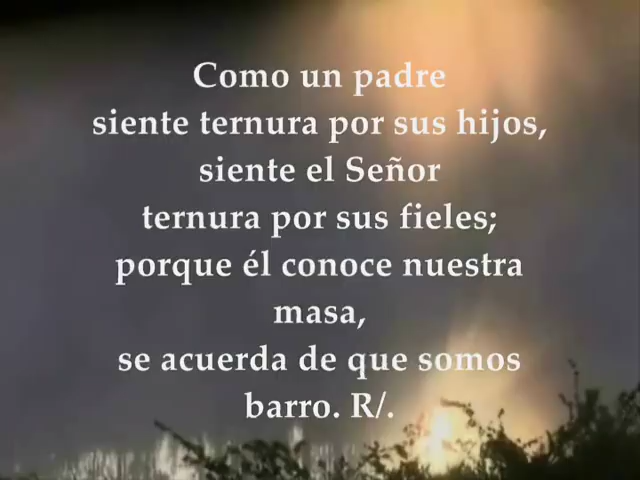 Como un padre
siente ternura por sus hijos,
siente el Señor
ternura por sus fieles;
porque él conoce nuestra
masa,
se acuerda de que somos
barro. R/.